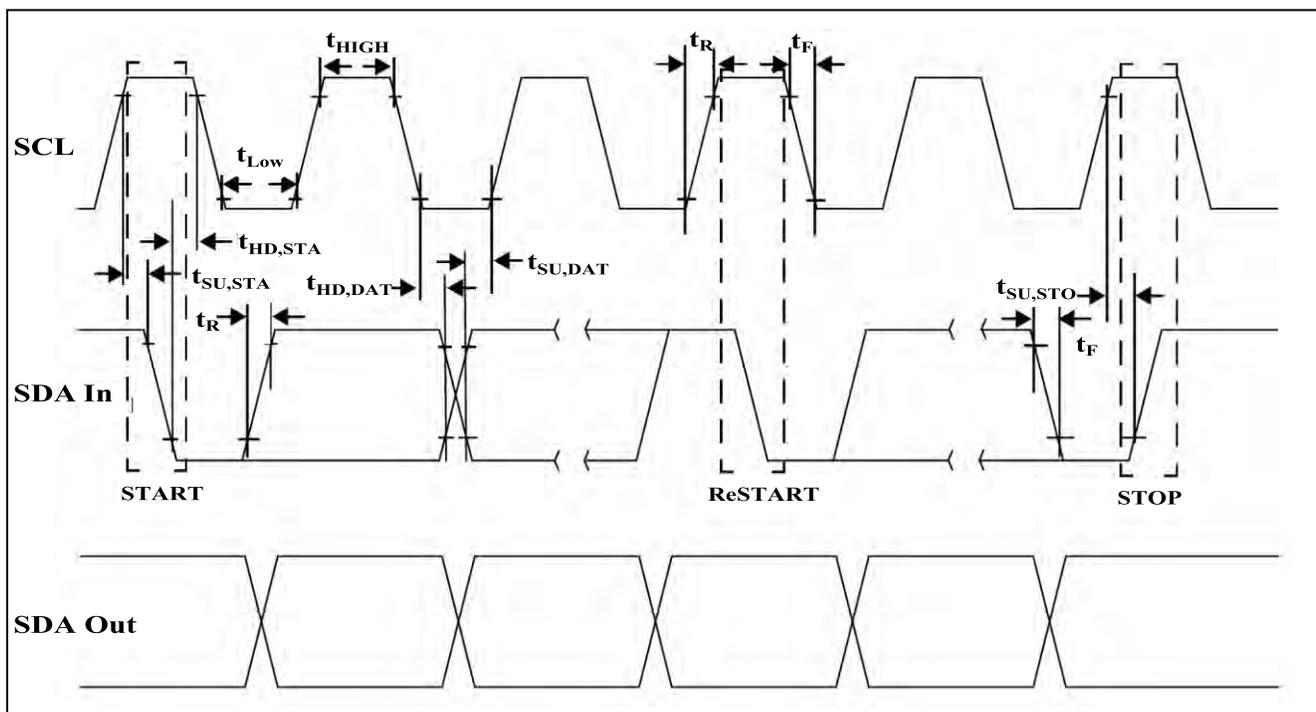 tHIGH
tR
tF
SCL
tLow
tHD,STA
tSU,STA
tHD,DAT
tSU,DAT
tR
tSU,STO
tF
SDA In
START
ReSTART
STOP
SDA Out